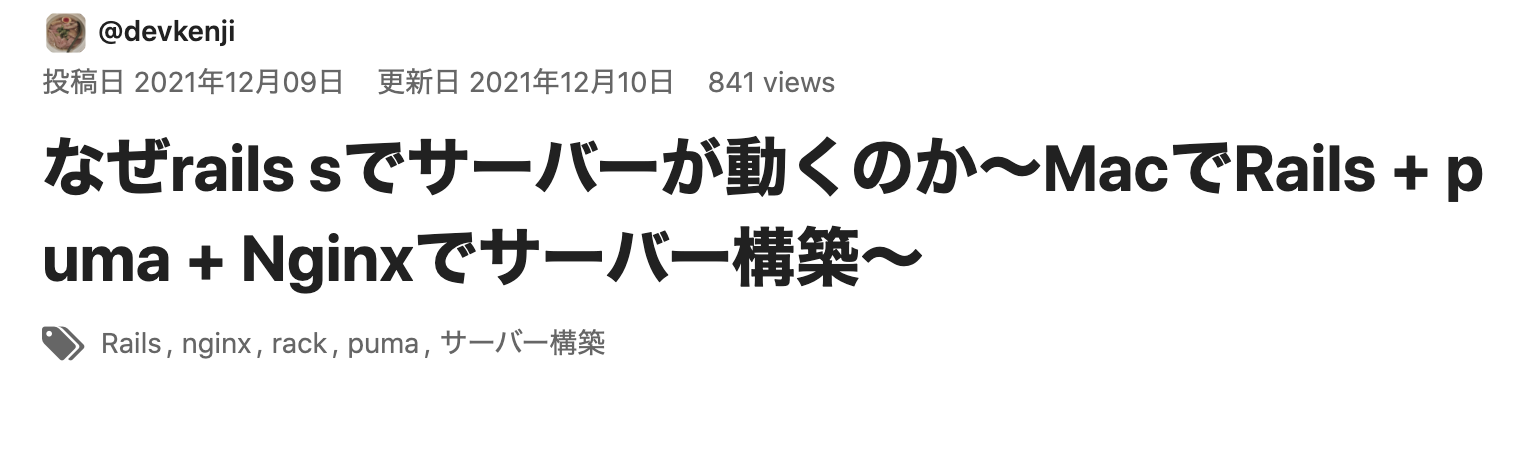 @devkenji
投稿日 2021年12月09日 更新日 2021年12月10日 841 views
なぜrails sでサーバーが動くのか〜MacでRails + p
uma + Nginxでサーバー構築〜
Rails, nginx, rack, puma, サーバー構築